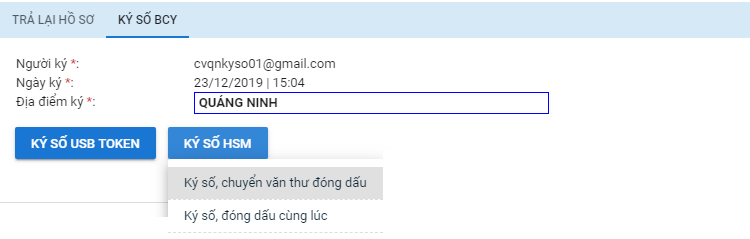 TRẢ LẠI HỒ SƠ KÝ SỐ BCY
Người ký *: cvqnkyso01@gmail.com
Ngày ký *: 23/12/2019 | 15:04
Địa điểm ký *: QUẢNG NINH
KÝ SỐ USB TOKEN KÝ SỐ HSM
Ký số, chuyển văn thư đóng dấu
Ký số, đóng dấu cùng lúc